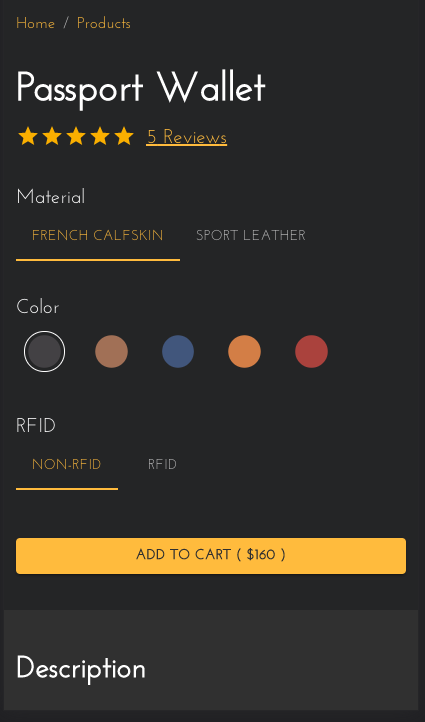 Home / Products
Passport Wallet
5 Reviews
Material
FRENCH CALFSKIN SPORT LEATHER
Color
RFID
NON-RFID RFID
ADD TO CART ( $160 )
Description